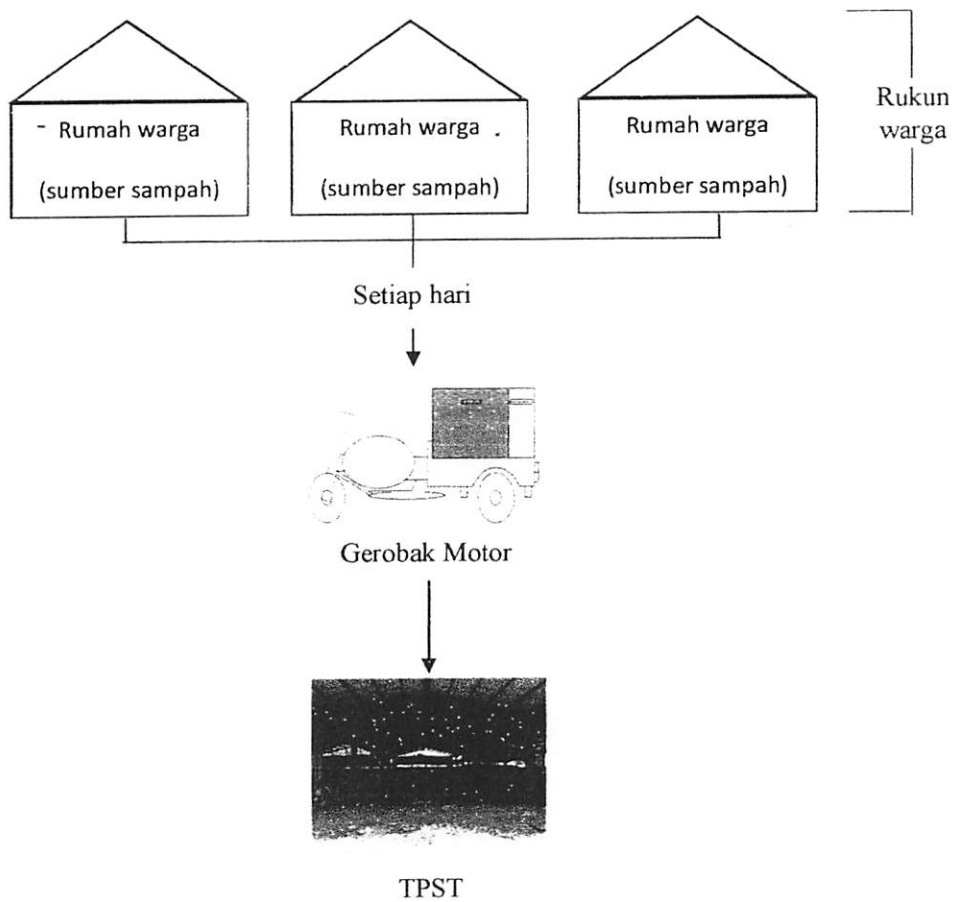 Rumah warga
(sumber sampah)
Rumah warga
(sumber sampah)
Rumah warga
(sumber sampah)
Rukun
warga
Setiap hari
Gerobak Motor
TPST